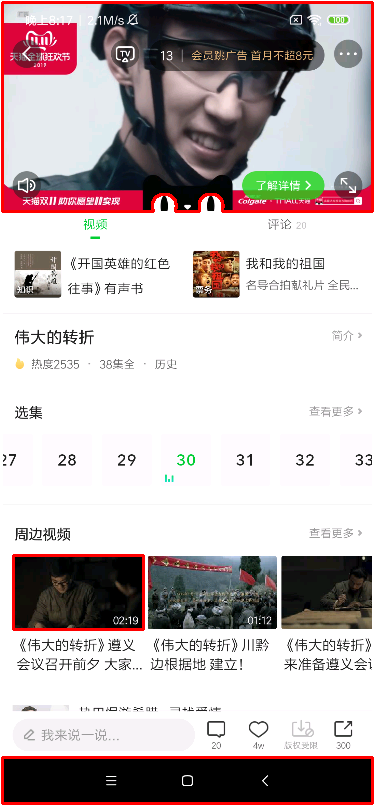 晚上8:17 | 2.1M/s
100
天猫全球狂欢节
2019
TV
13 | 会员跳广告 首月不超8元
了解详情 >
天猫双11助你愿望11实现
Colgate · TMALL天猫
视频
评论 20
知识
《开国英雄的红色往事》有声书
票务
我和我的祖国
名导合拍献礼片 全民...
伟大的转折
简介 >
热度2535 · 38集全 · 历史
选集
查看更多 >
27 28 29 30 31 32 33
周边视频
查看更多 >
02:19
01:12
《伟大的转折》遵义会议召开前夕 大家...
《伟大的转折》川黔边根据地 建立!
《伟大的转折》
来准备遵义会议
我来说一说...
20
4w
版权受限
300